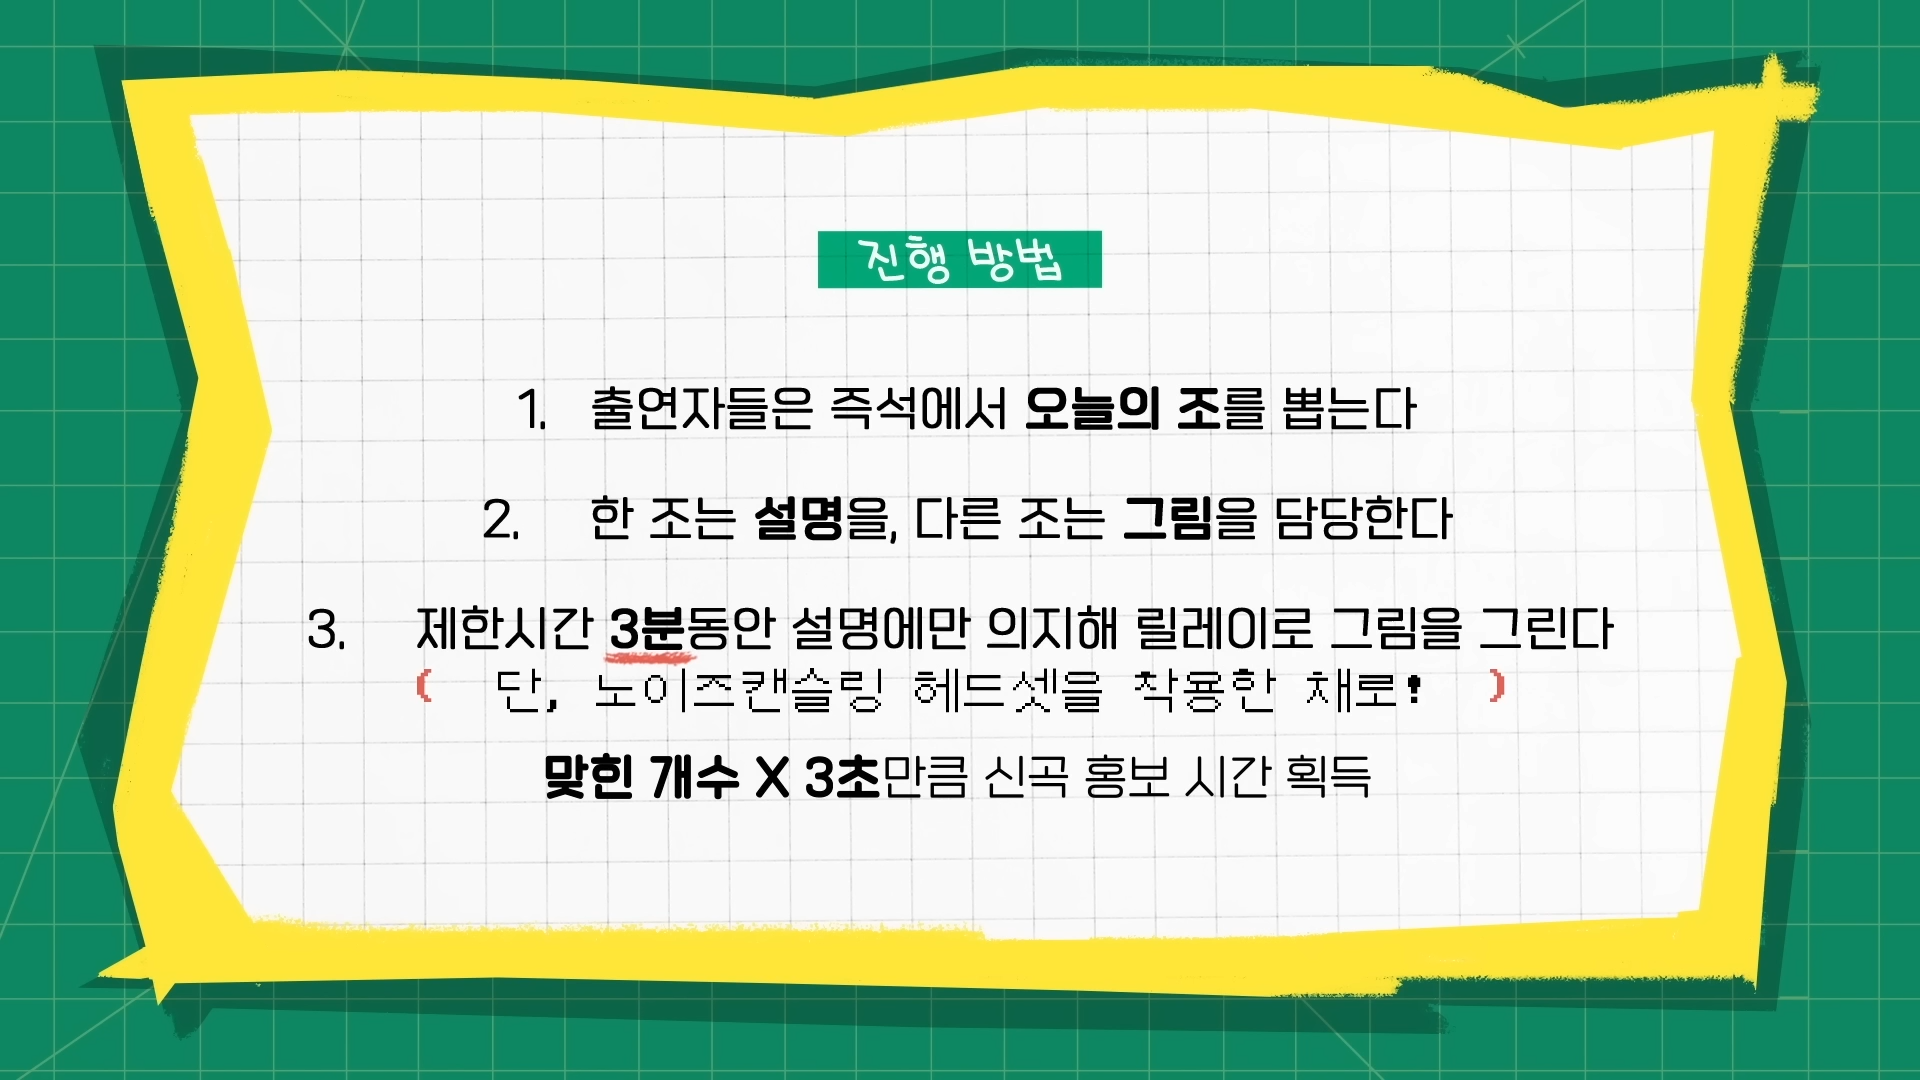 진행 방법
1. 출연자들은 즉석에서 오늘의 조를 뽑는다
2. 한 조는 설명을, 다른 조는 그림을 담당한다
3. 제한시간 3분동안 설명에만 의지해 릴레이로 그림을 그린다
( 단, 노이즈캔슬링 헤드셋을 착용한 채로! )
맞힌 개수 X 3초만큼 신곡 홍보 시간 획득